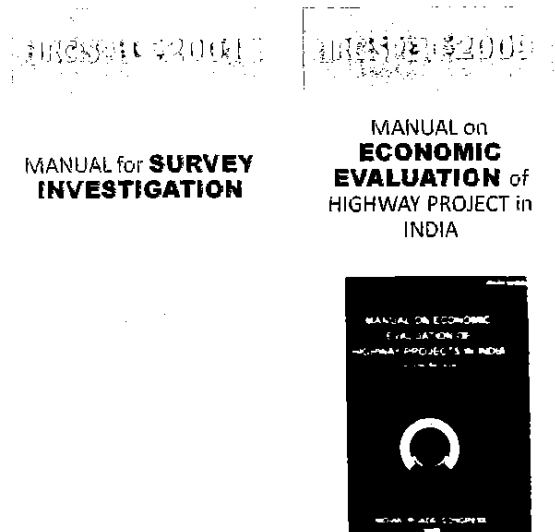 MANUAL for SURVEY
INVESTIGATION
MANUAL on
ECONOMIC
EVALUATION of
HIGHWAY PROJECT in
INDIA
MANUAL ON ECONOMIC
EVALUATION OF
HIGHWAY PROJECTS IN INDIA